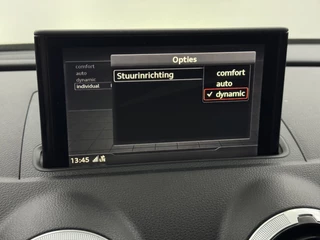 Opties
comfort
auto
dynamic
individual
Stuurinrichting
comfort
auto
dynamic
13:45